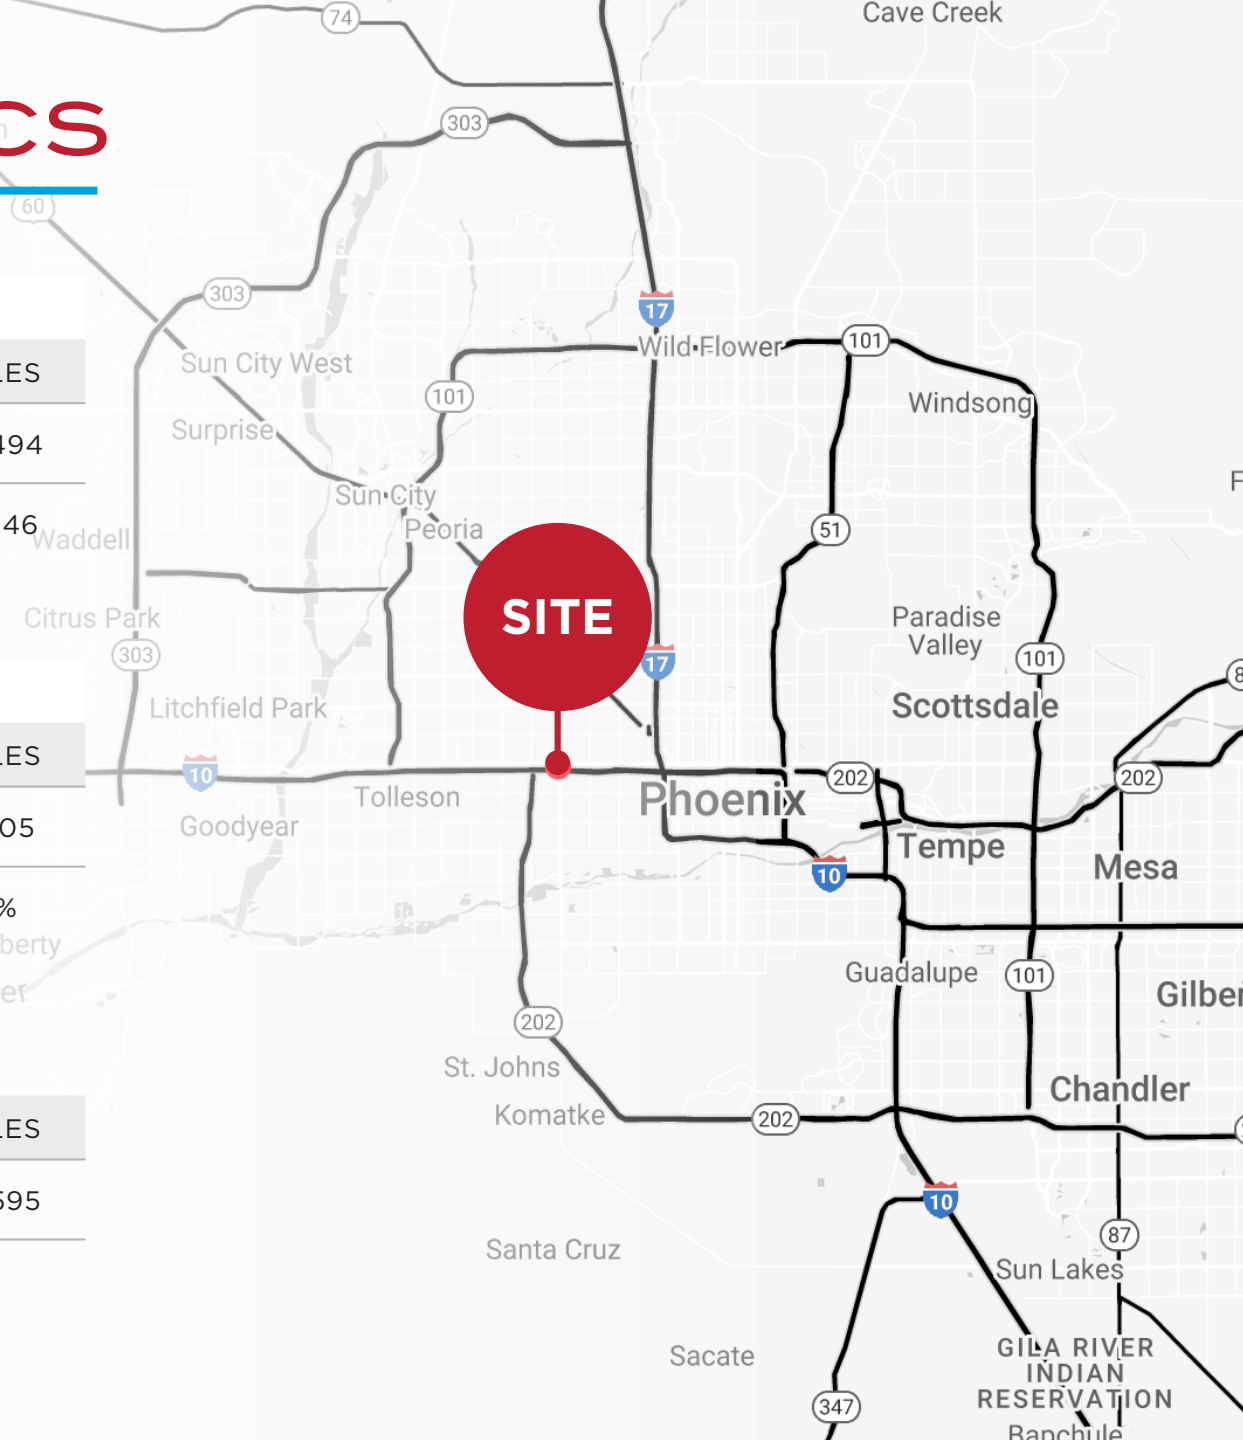 Cave Creek
74
CS
303
60
303
17
LES
Sun City West
Wild Flower
101
101
Windsong
494
Surprise
46
Sun City
Peoria
51
Waddell
SITE
Citrus Park
303
17
Paradise
Valley
101
Litchfield Park
Scottsdale
LES
10
Tolleson
Phoenix
202
202
05
Goodyear
Tempe
Mesa
10
%
berty
er
Guadalupe
101
Gilber
202
St. Johns
Komatke
202
Chandler
LES
595
10
87
Santa Cruz
Sun Lakes
Sacate
GILA RIVER
INDIAN
RESERVATION
347
Bapchule